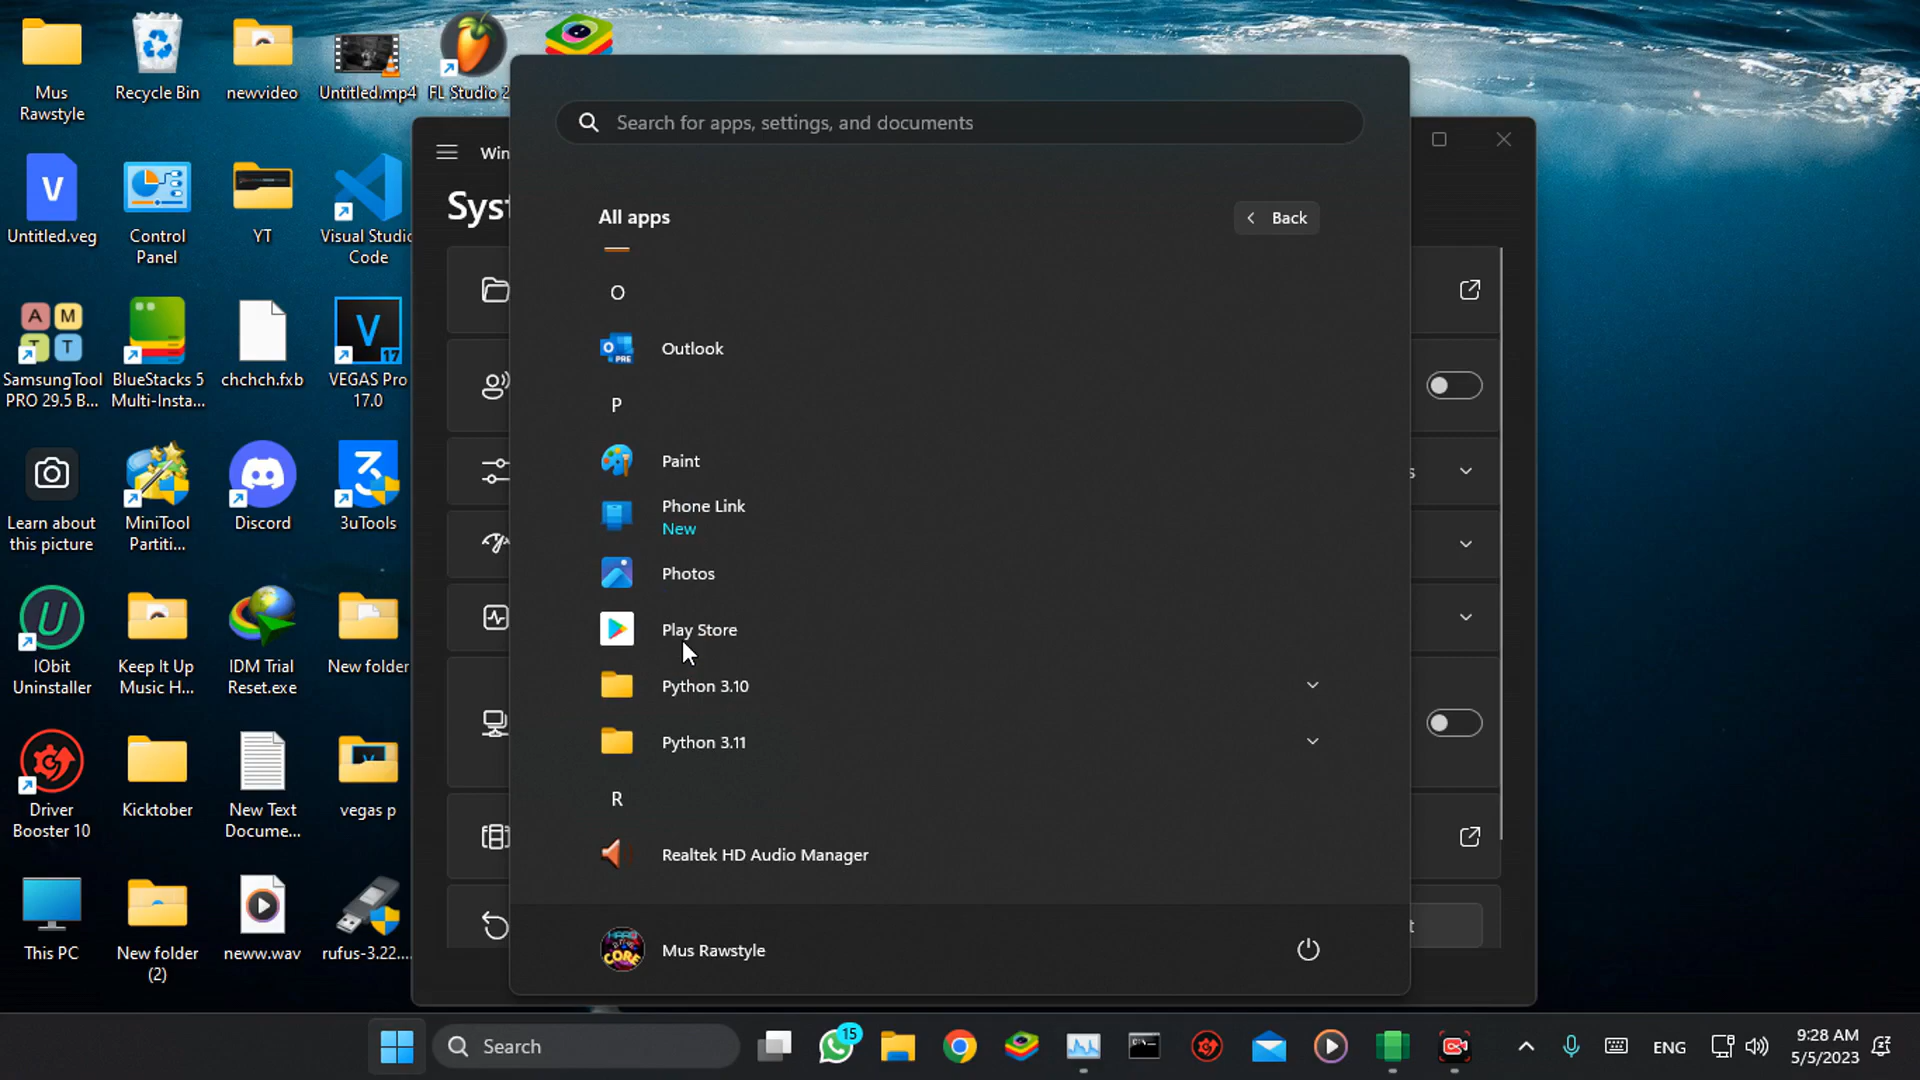 Mus
Rawstyle
Recycle Bin
newvideo
Untitled.mp4
FL Studio 2
Untitled.veg
Control
Panel
YT
Visual Studio
Code
SamsungTool
PRO 29.5 B...
BlueStacks 5
Multi-Insta...
chchch.fxb
VEGAS Pro
17.0
Learn about
this picture
MiniTool
Partiti...
Discord
3uTools
IObit
Uninstaller
Keep It Up
Music H...
IDM Trial
Reset.exe
New folder
Driver
Booster 10
Kicktober
New Text
Docume...
vegas p
This PC
New folder
(2)
neww.wav
rufus-3.22....
Win
Syst
Search for apps, settings, and documents
All apps
Back
O
Outlook
P
Paint
Phone Link
New
Photos
Play Store
Python 3.10
Python 3.11
R
Realtek HD Audio Manager
Mus Rawstyle
s
t
Search
15
ENG
9:28 AM
5/5/2023